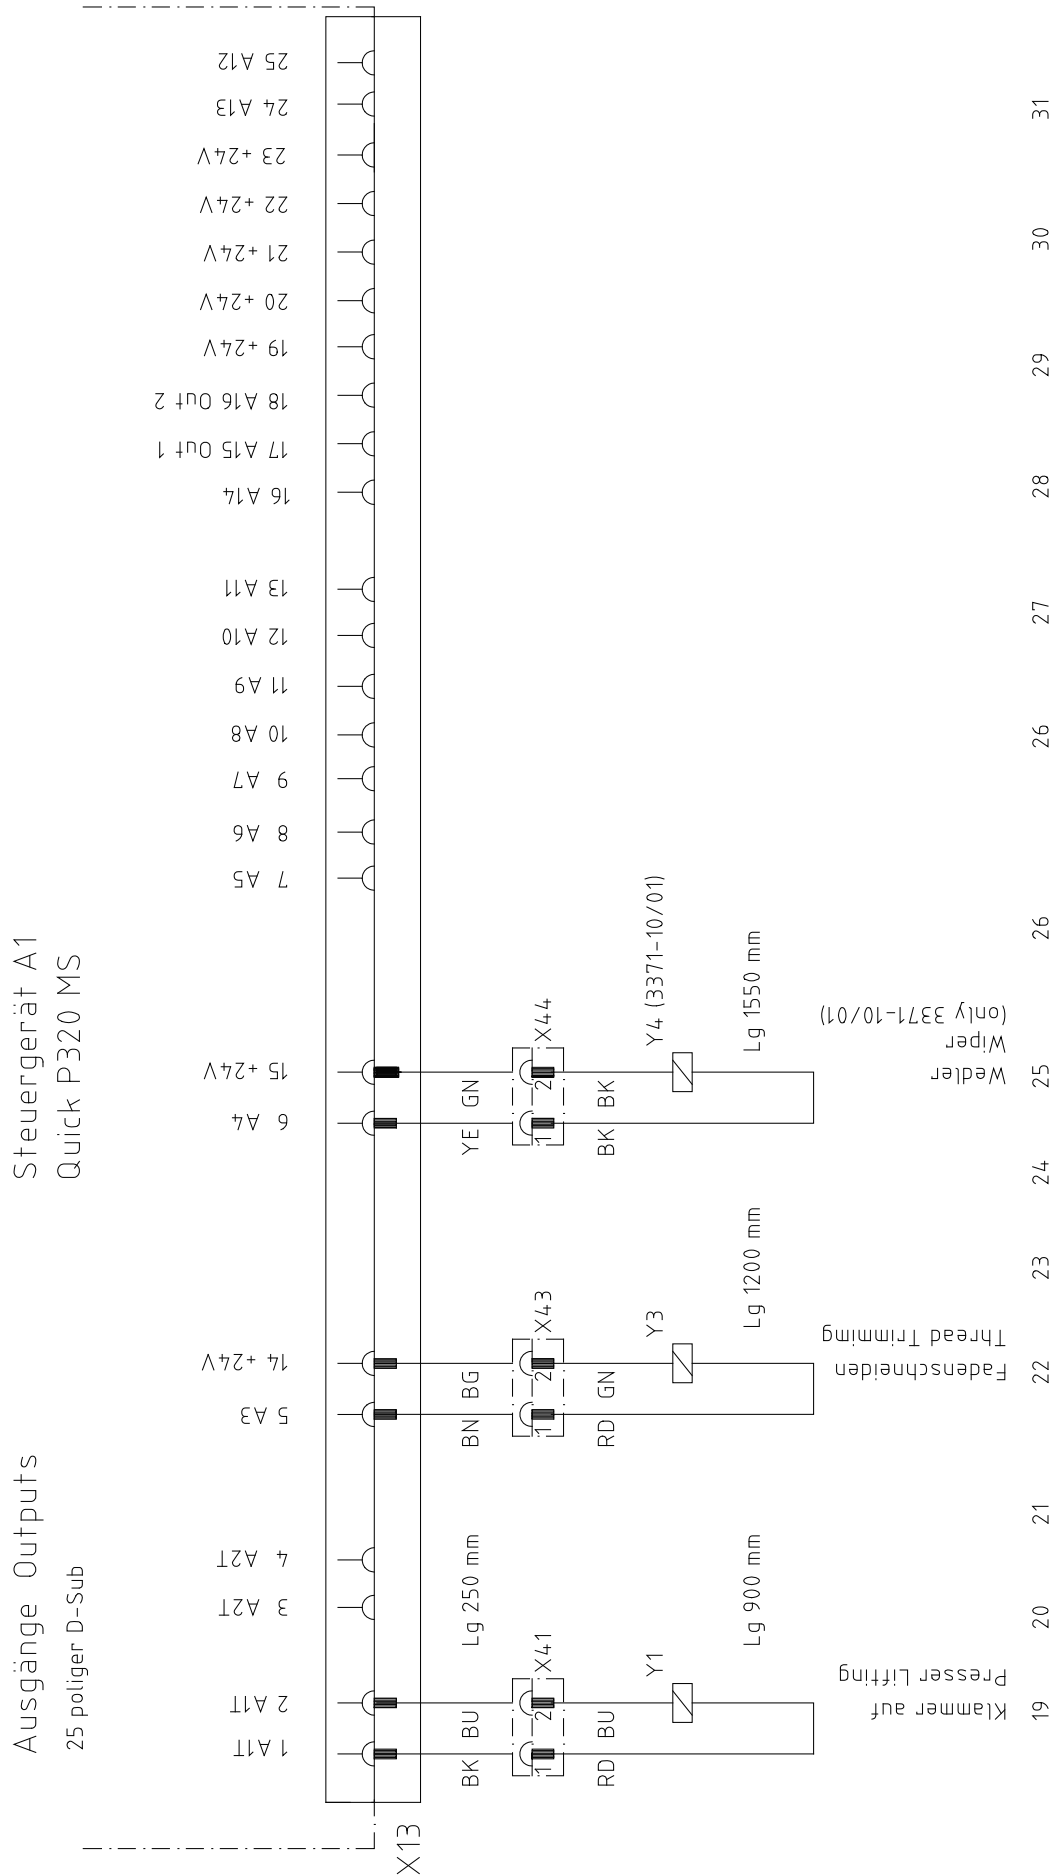 Steuergerät A1
Quick P320 MS
Ausgänge Outputs
25 poliger D-Sub
X13
1 A1T
2 A1T
3 A2T
4 A2T
5 A3
14 +24V
6 A4
15 +24V
7 A5
8 A6
9 A7
10 A8
11 A9
12 A10
13 A11
16 A14
17 A15 Out 1
18 A16 Out 2
19 +24V
20 +24V
21 +24V
22 +24V
23 +24V
24 A13
25 A12
BK BU
Lg 250 mm
BN BG
YE GN
1 2
X41
1 2
X43
1 2
X44
RD BU
RD GN
BK BK
Y1
Y3
Y4 (3371-10/01)
Lg 900 mm
Lg 1200 mm
Lg 1550 mm
Klammer auf
Presser Lifting
Fadenschneiden
Thread Trimming
Wedler
Wiper
(only 3371-10/01)
19 20 21 22 23 24 25 26 26 27 28 29 30 31